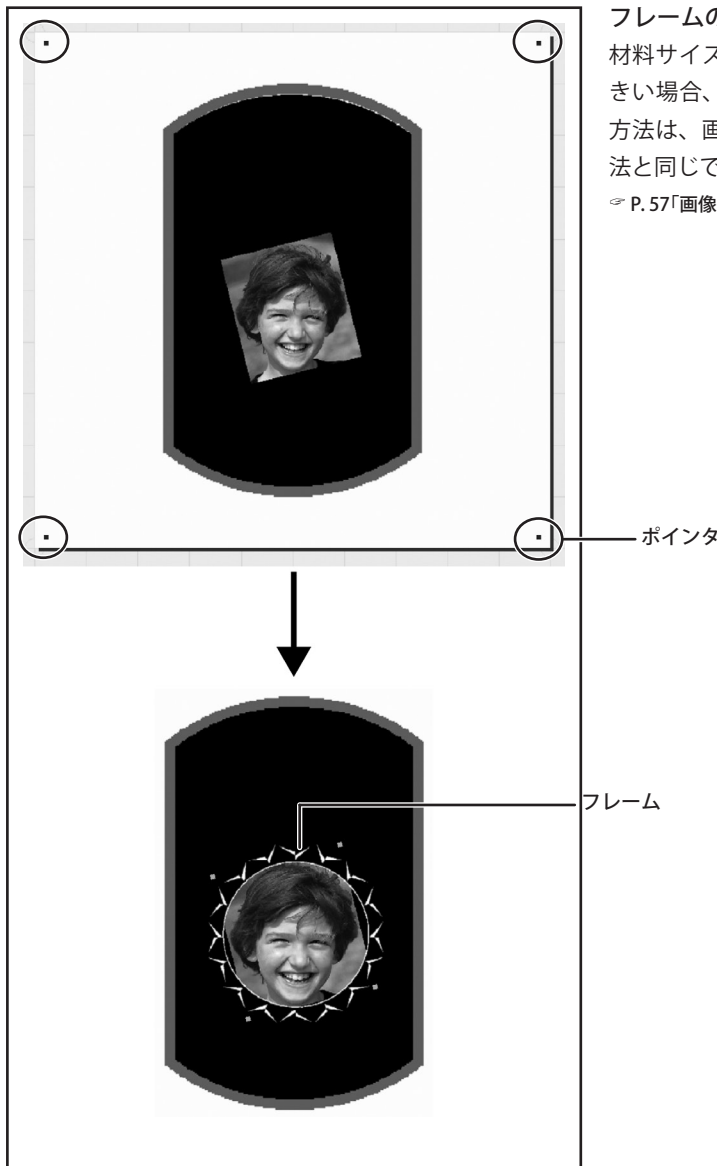 フレームの
材料サイズ
きい場合、
方法は、画
法と同じで
☞ P. 57「画像
ポインタ
フレーム